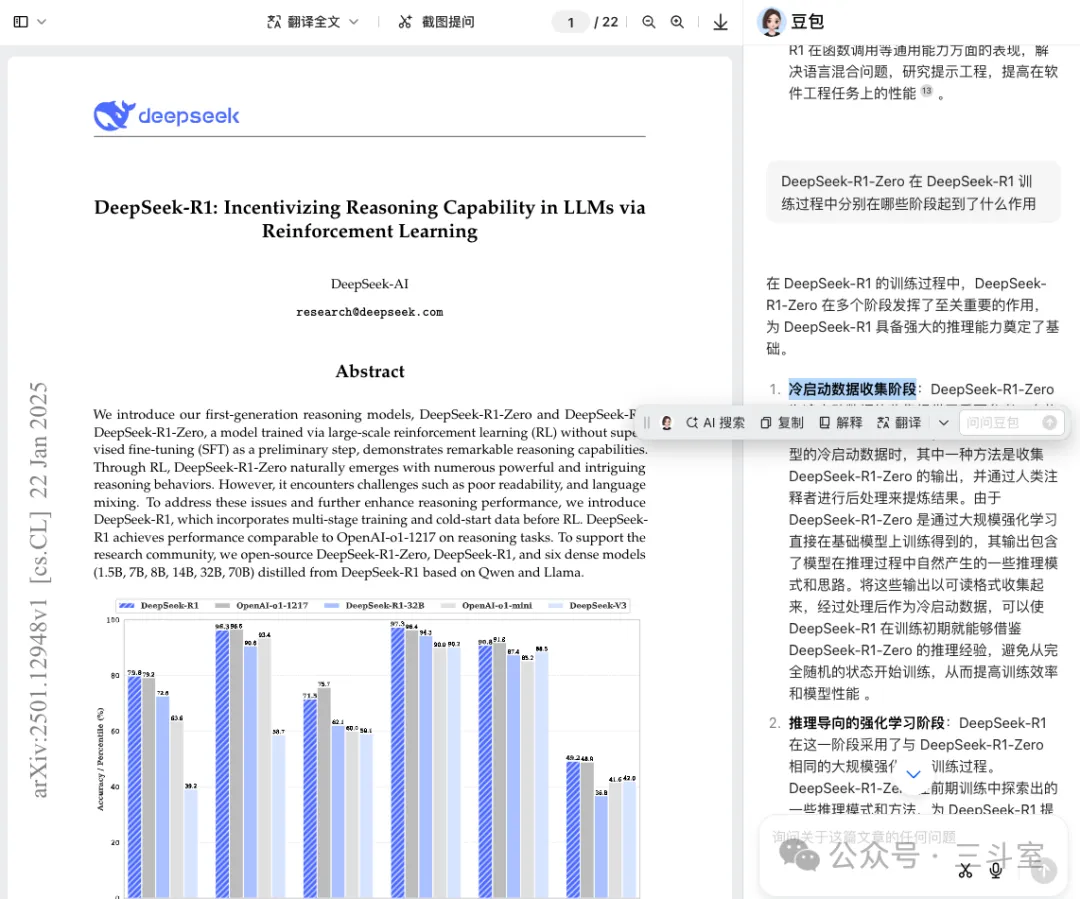 翻译全文
截图提问
1 / 22
deepseek
DeepSeek-R1: Incentivizing Reasoning Capability in LLMs via
Reinforcement Learning
DeepSeek-AI
research@deepseek.com
Abstract
We introduce our first-generation reasoning models, DeepSeek-R1-Zero and DeepSeek-R
DeepSeek-R1-Zero, a model trained via large-scale reinforcement learning (RL) without supe
vised fine-tuning (SFT) as a preliminary step, demonstrates remarkable reasoning capabilities.
Through RL, DeepSeek-R1-Zero naturally emerges with numerous powerful and intriguing
reasoning behaviors. However, it encounters challenges such as poor readability, and language
mixing. To address these issues and further enhance reasoning performance, we introduce
DeepSeek-R1, which incorporates multi-stage training and cold-start data before RL. DeepSeek-
R1 achieves performance comparable to OpenAI-o1-1217 on reasoning tasks. To support the
research community, we open-source DeepSeek-R1-Zero, DeepSeek-R1, and six dense models
(1.5B, 7B, 8B, 14B, 32B, 70B) distilled from DeepSeek-R1 based on Qwen and Llama.
arXiv:2501.12948v1 [cs.CL] 22 Jan 2025
DeepSeek-R1 OpenAI-o1-1217 DeepSeek-R1-32B OpenAI-o1-mini DeepSeek-V3
Accuracy / Percentile (%)
100
80
60
40
20
0
79.8 79.2 72.6 63.6 39.2
96.3 96.6 90.6 93.4 58.7
71.5 75.7 62.1 60.0 59.1
97.3 96.4 94.3 90.0 90.2
90.8 91.8 87.4 85.2 88.5
49.2 48.9 36.8 41.6 42.0
豆包
R1 在函数调用等通用能力方面的表现，解
决语言混合问题，研究提示工程，提高在软
件工程任务上的性能 13 。
DeepSeek-R1-Zero 在 DeepSeek-R1 训
练过程中分别在哪些阶段起到了什么作用
在 DeepSeek-R1 的训练过程中，DeepSeek-
R1-Zero 在多个阶段发挥了至关重要的作用，
为 DeepSeek-R1 具备强大的推理能力奠定了基
础。
1. 冷启动数据收集阶段：DeepSeek-R1-Zero
AI 搜索 复制 解释 翻译 问问豆包
型的冷启动数据时，其中一种方法是收集
DeepSeek-R1-Zero 的输出，并通过人类注
释者进行后处理来提炼结果。由于
DeepSeek-R1-Zero 是通过大规模强化学习
直接在基础模型上训练得到的，其输出包含
了模型在推理过程中自然产生的一些推理模
式和思路。将这些输出以可读格式收集起
来，经过处理后作为冷启动数据，可以使
DeepSeek-R1 在训练初期就能够借鉴
DeepSeek-R1-Zero 的推理经验，避免从完
全随机的状态开始训练，从而提高训练效率
和模型性能 。
2. 推理导向的强化学习阶段：DeepSeek-R1
在这一阶段采用了与 DeepSeek-R1-Zero
相同的大规模强 训练过程。
DeepSeek-R1-Ze 前期训练中探索出的
一些推理模式和方法，为 DeepSeek-R1 提
询问关于这篇文章的任何问题
公众号 · 三斗室